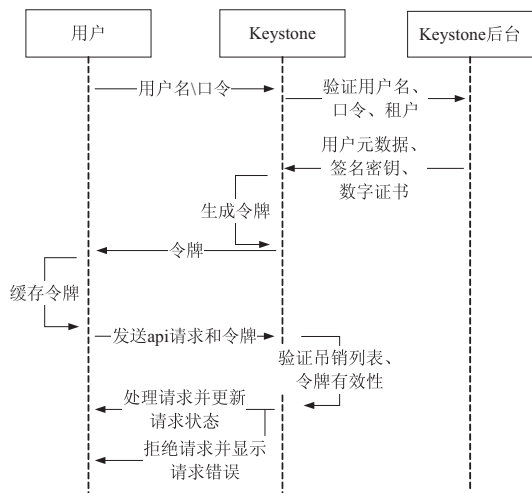 用户
Keystone
Keystone后台
用户名\口令
验证用户名、
口令、租户
用户元数据、
签名密钥、
数字证书
生成令牌
令牌
缓存令牌
发送api请求和令牌
验证吊销列表、
令牌有效性
处理请求并更新
请求状态
拒绝请求并显示
请求错误